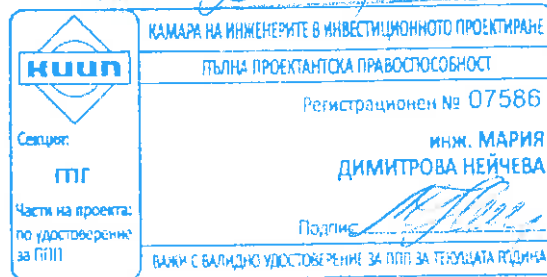 КАМАРА НА ИНЖЕНЕРИТЕ В ИНВЕСТИЦИОННОТО ПРОЕКТИРАНЕ
КИИП
ПЪЛНА ПРОЕКТАНТСКА ПРАВОСПОСОБНОСТ
Регистрационен № 07586
Секция:
ТГ
инж. МАРИЯ
ДИМИТРОВА НЕЙЧЕВА
Части на проекта:
по удостоверение
за ППП
Подпис
ВАЖИ С ВАЛИДНО УДОСТОВЕРЕНИЕ ЗА ППП ЗА ТЕКУЩАТА ГОДИНА